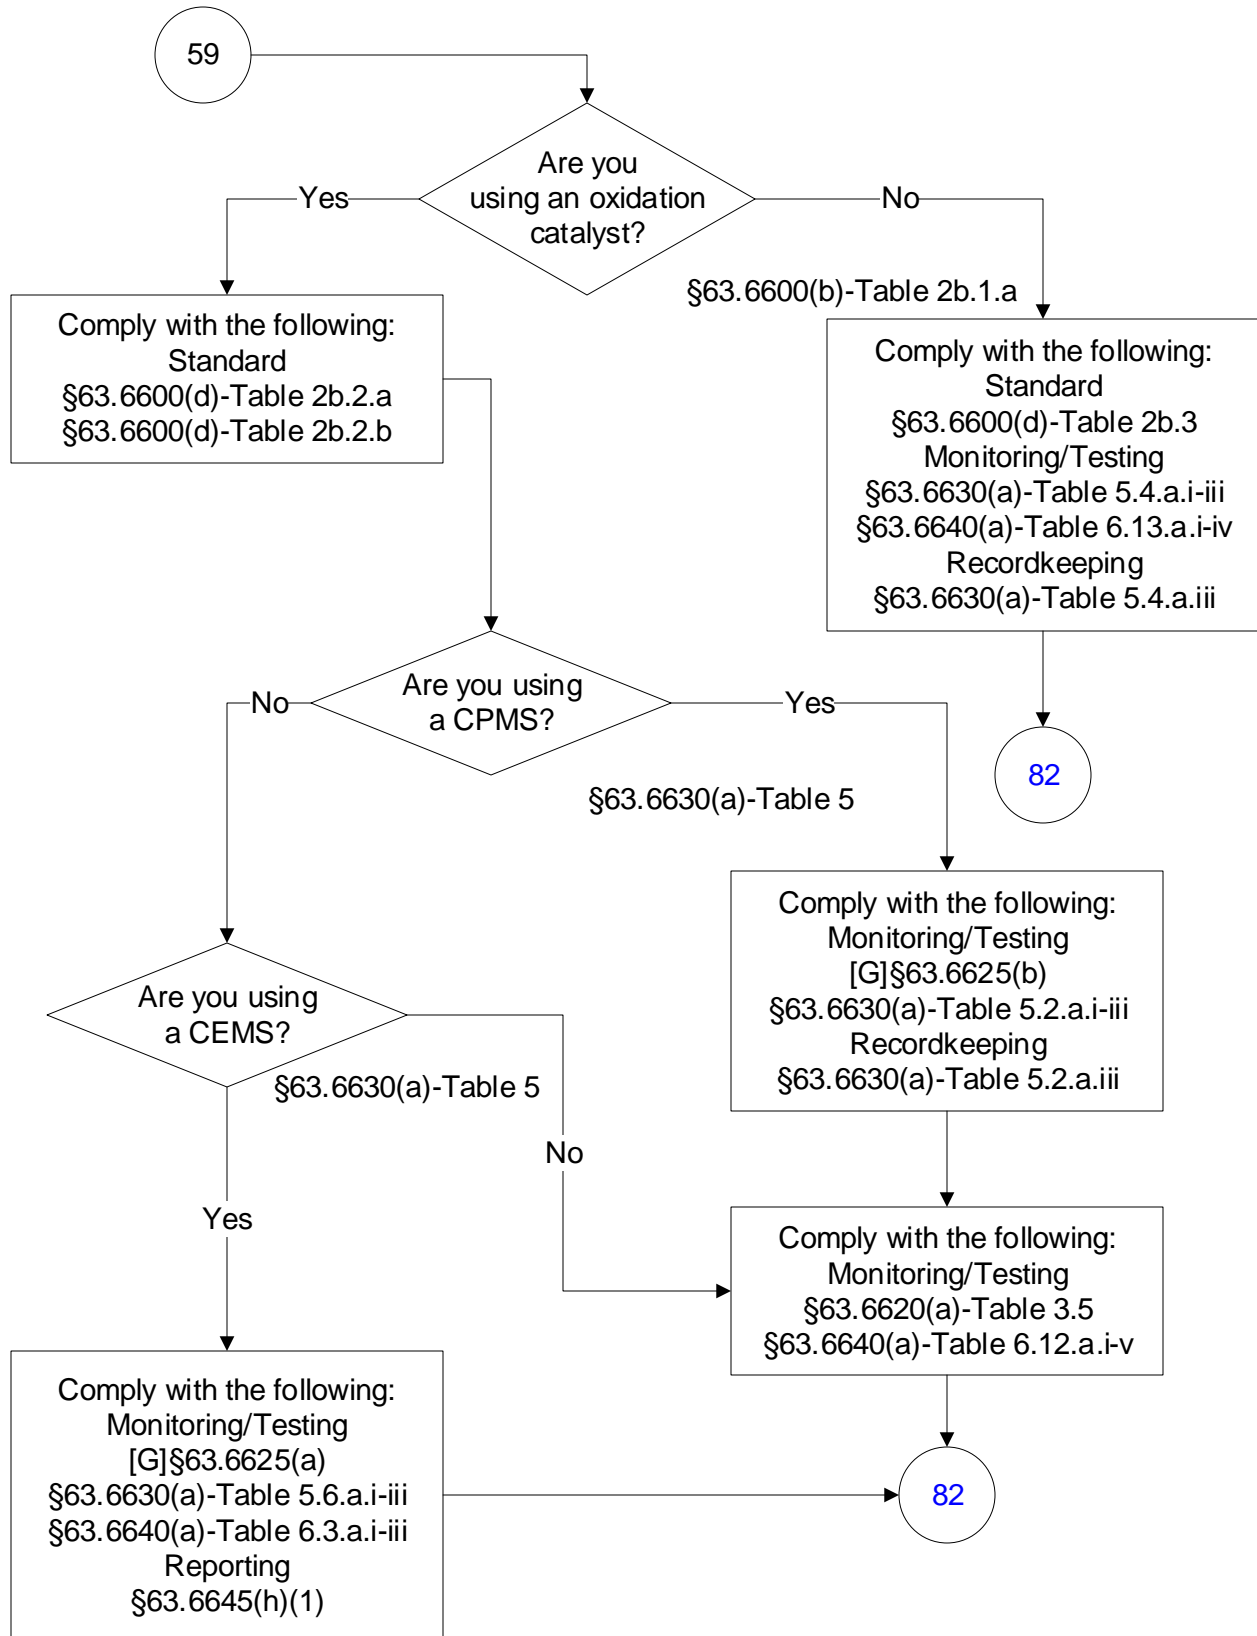 59
Are you
using an oxidation
catalyst?
Yes
No
§63.6600(b)-Table 2b.1.a
Comply with the following:
Standard
§63.6600(d)-Table 2b.2.a
§63.6600(d)-Table 2b.2.b
Comply with the following:
Standard
§63.6600(d)-Table 2b.3
Monitoring/Testing
§63.6630(a)-Table 5.4.a.i-iii
§63.6640(a)-Table 6.13.a.i-iv
Recordkeeping
§63.6630(a)-Table 5.4.a.iii
82
Are you using
a CPMS?
No
Yes
§63.6630(a)-Table 5
Comply with the following:
Monitoring/Testing
[G]§63.6625(b)
§63.6630(a)-Table 5.2.a.i-iii
Recordkeeping
§63.6630(a)-Table 5.2.a.iii
Are you using
a CEMS?
§63.6630(a)-Table 5
No
Yes
Comply with the following:
Monitoring/Testing
§63.6620(a)-Table 3.5
§63.6640(a)-Table 6.12.a.i-v
Comply with the following:
Monitoring/Testing
[G]§63.6625(a)
§63.6630(a)-Table 5.6.a.i-iii
§63.6640(a)-Table 6.3.a.i-iii
Reporting
§63.6645(h)(1)
82